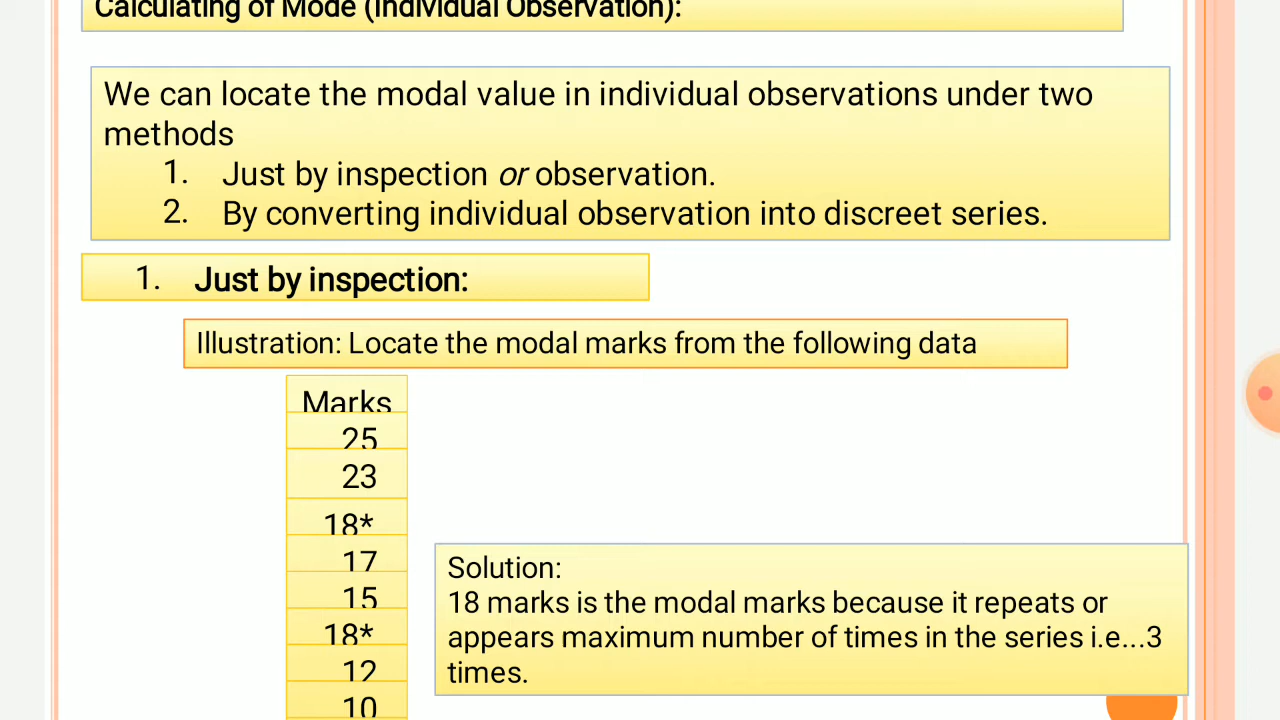 Calculating of Mode (Individual Observation):
We can locate the modal value in individual observations under two
methods
1. Just by inspection or observation.
2. By converting individual observation into discreet series.
1. Just by inspection:
Illustration: Locate the modal marks from the following data
Marks
25
23
18*
17
15
18*
12
10
Solution:
18 marks is the modal marks because it repeats or
appears maximum number of times in the series i.e...3
times.